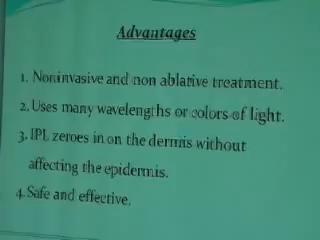 Advantages
1. Noninvasive and non ablative treatment.
2. Uses many wavelengths or colors of light.
3. IPL zeroes in on the dermis without
affecting the epidermis.
4. Safe and effective.